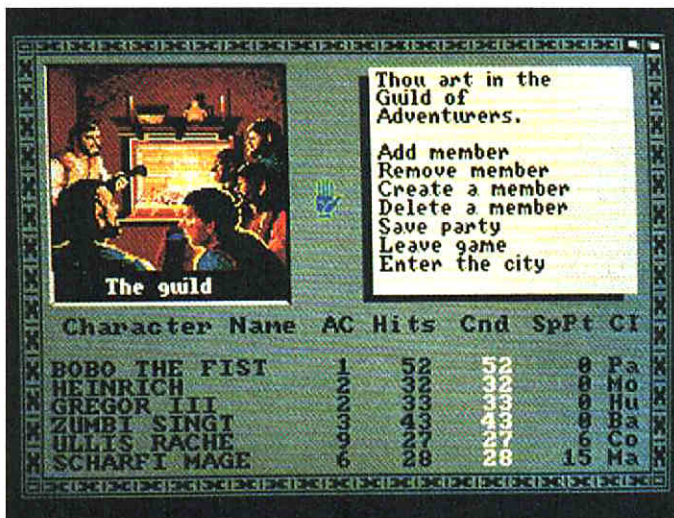 Thou art in the
Guild of
Adventurers.
Add member
Remove member
Create a member
Delete a member
Save party
Leave game
Enter the city
The guild
Character Name AC Hits Cnd SpPt Cl
BOBO THE FIST 1 52 52 0 Pa
HEINRICH 2 32 32 0 Mo
GREGOR III 2 33 33 0 Hu
ZUMBI SINGT 3 43 43 0 Ba
ULLIS RACHE 9 27 27 6 Co
SCHARFI MAGE 6 28 28 15 Ma